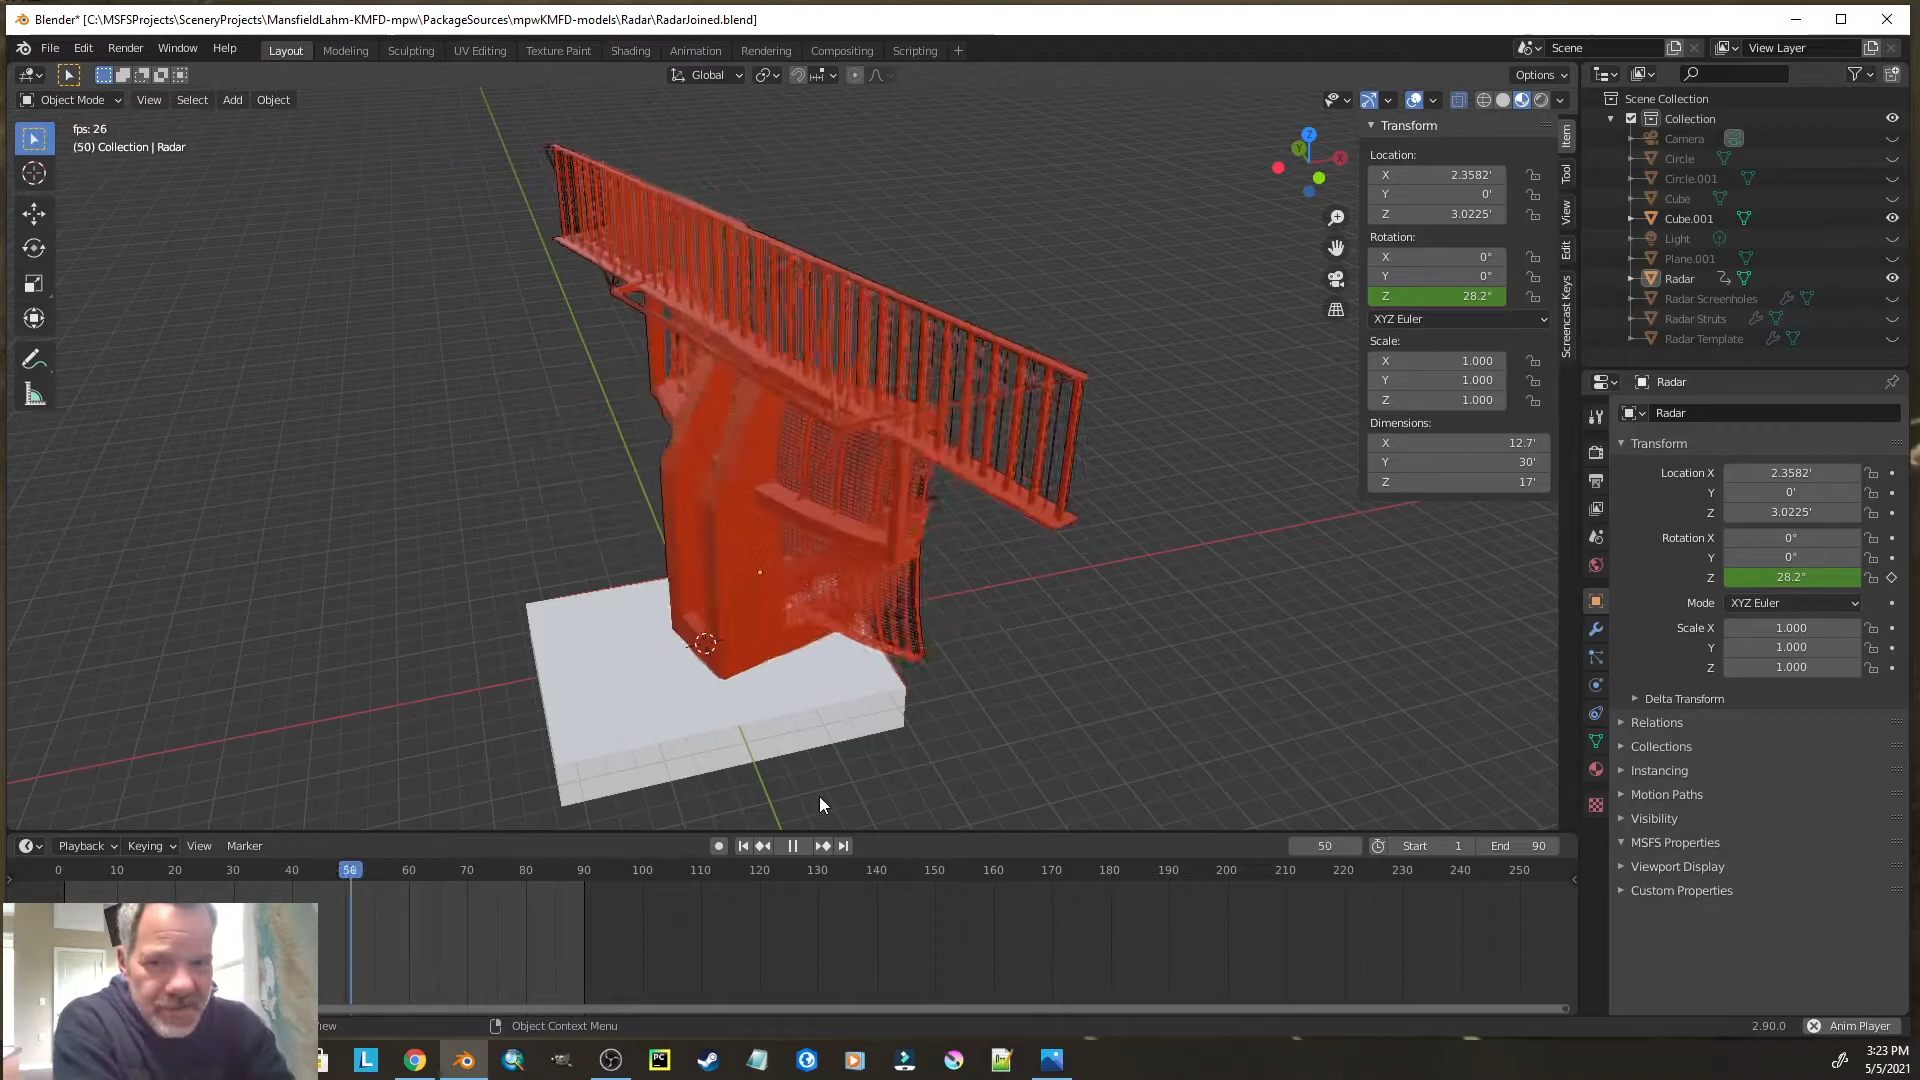 Blender* [C:\MSFSProjects\SceneryProjects\MansfieldLahm-KMFD-mpw\PackageSources\mpwKMFD-models\Radar\RadarJoined.blend]
File Edit Render Window Help Layout Modeling Sculpting UV Editing Texture Paint Shading Animation Rendering Compositing Scripting + Scene View Layer
Global Options
Object Mode View Select Add Object
fps: 26
(50) Collection | Radar
Z
Y
X
Transform
Location:
X 2.3582'
Y 0'
Z 3.0225'
Rotation:
X 0°
Y 0°
Z 28.2°
XYZ Euler
Scale:
X 1.000
Y 1.000
Z 1.000
Dimensions:
X 12.7'
Y 30'
Z 17'
Item
Tool
View
Edit
Screencast Keys
Scene Collection
Collection
Camera
Circle
Circle.001
Cube
Cube.001
Light
Plane.001
Radar
Radar Screenholes
Radar Struts
Radar Template
Radar
Radar
Transform
Location X 2.3582'
Y 0'
Z 3.0225'
Rotation X 0°
Y 0°
Z 28.2°
Mode XYZ Euler
Scale X 1.000
Y 1.000
Z 1.000
Delta Transform
Relations
Collections
Instancing
Motion Paths
Visibility
MSFS Properties
Viewport Display
Custom Properties
Playback Keying View Marker 50 Start 1 End 90
0 10 20 30 40 50 60 70 80 90 100 110 120 130 140 150 160 170 180 190 200 210 220 230 240 250
Object Context Menu 2.90.0 Anim Player
L PC
3:23 PM
5/5/2021